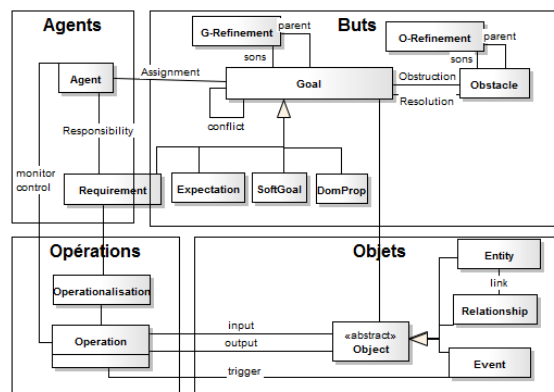 Agents
Buts
G-Refinement
parent
sons
O-Refinement
parent
sons
Agent
Assignment
Goal
Obstruction
Resolution
Obstacle
conflict
Responsibility
monitor
control
Requirement
Expectation
SoftGoal
DomProp
Opérations
Objets
Operationalisation
Entity
link
Relationship
Operation
input
output
trigger
«abstract»
Object
Event